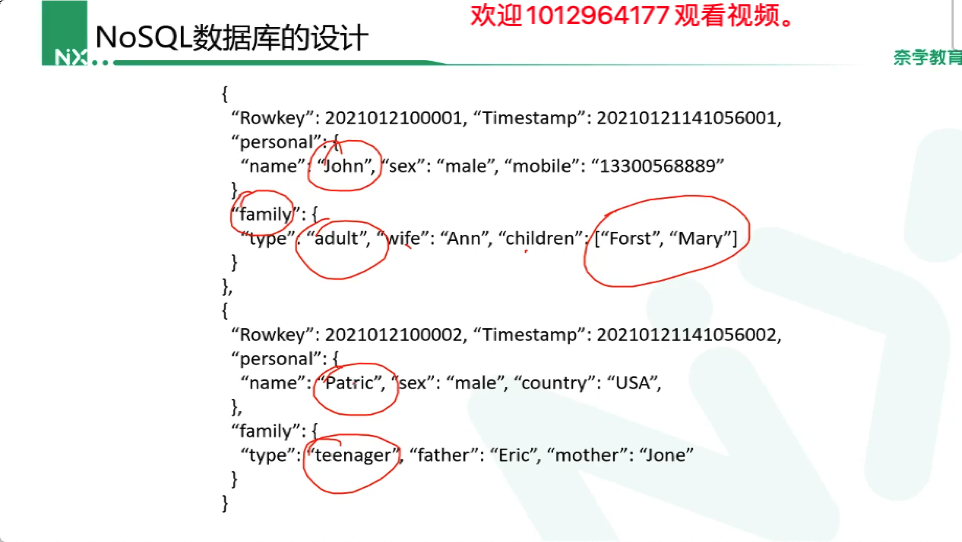 欢迎1012964177观看视频。
NoSQL数据库的设计
奈学教育
{
“Rowkey”: 2021012100001, “Timestamp”: 20210121141056001,
“personal”: {
“name”: “John”, “sex”: “male”, “mobile”: “13300568889”
},
“family”: {
“type”: “adult”, “wife”: “Ann”, “children”: [“Forst”, “Mary”]
}
},
{
“Rowkey”: 2021012100002, “Timestamp”: 20210121141056002,
“personal”: {
“name”: “Patric”, “sex”: “male”, “country”: “USA”,
},
“family”: {
“type”: “teenager”, “father”: “Eric”, “mother”: “Jone”
}
}